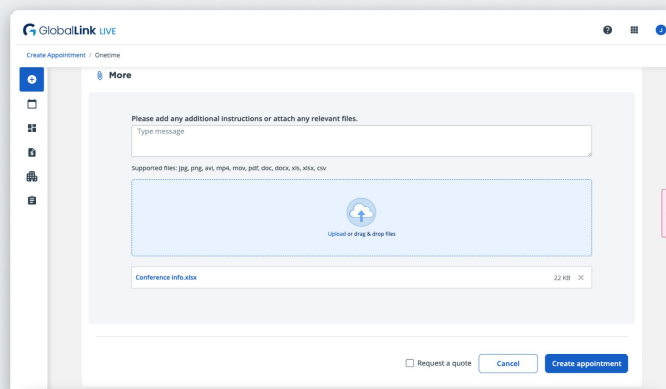 GlobalLink LIVE
J
Create Appointment / Onetime
More
Please add any additional instructions or attach any relevant files.
Type message
Supported files: jpg, png, avi, mp4, mov, pdf, doc, docx, xls, xlsx, csv
Upload or drag & drop files
Conference info.xlsx 22 KB
Request a quote Cancel Create appointment